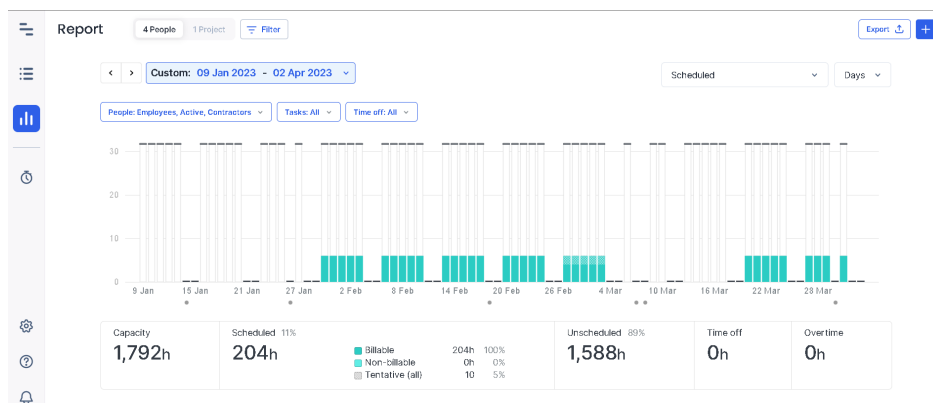 Report 4 People 1 Project Filter Export
Custom: 09 Jan 2023 - 02 Apr 2023 Scheduled Days
People: Employees, Active, Contractors Tasks: All Time off: All
30
20
10
0
9 Jan 15 Jan 21 Jan 27 Jan 2 Feb 8 Feb 14 Feb 20 Feb 26 Feb 4 Mar 10 Mar 16 Mar 22 Mar 28 Mar
Capacity Scheduled 11% Unscheduled 89% Time off Overtime
1,792h 204h 1,588h 0h 0h
Billable 204h 100%
Non-billable 0h 0%
Tentative (all) 10 5%